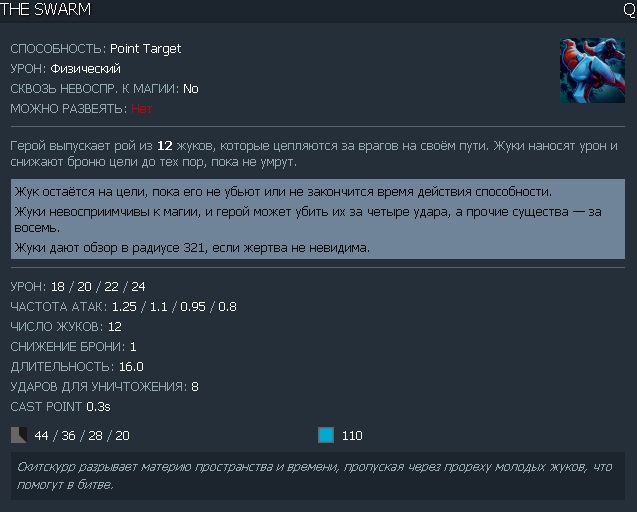 THE SWARM
Q
СПОСОБНОСТЬ: Point Target
УРОН: Физический
СКВОЗЬ НЕВОСПР. К МАГИИ: No
МОЖНО РАЗВЕЯТЬ: Нет
Герой выпускает рой из 12 жуков, которые цепляются за врагов на своём пути. Жуки наносят урон и
снижают броню цели до тех пор, пока не умрут.
Жук остаётся на цели, пока его не убьют или не закончится время действия способности.
Жуки невосприимчивы к магии, и герой может убить их за четыре удара, а прочие существа — за
восемь.
Жуки дают обзор в радиусе 321, если жертва не невидима.
УРОН: 18 / 20 / 22 / 24
ЧАСТОТА АТАК: 1.25 / 1.1 / 0.95 / 0.8
ЧИСЛО ЖУКОВ: 12
СНИЖЕНИЕ БРОНИ: 1
ДЛИТЕЛЬНОСТЬ: 16.0
УДАРОВ ДЛЯ УНИЧТОЖЕНИЯ: 8
CAST POINT 0.3s
44 / 36 / 28 / 20
110
Скитскурр разрывает материю пространства и времени, пропуская через прореху молодых жуков, что
помогут в битве.